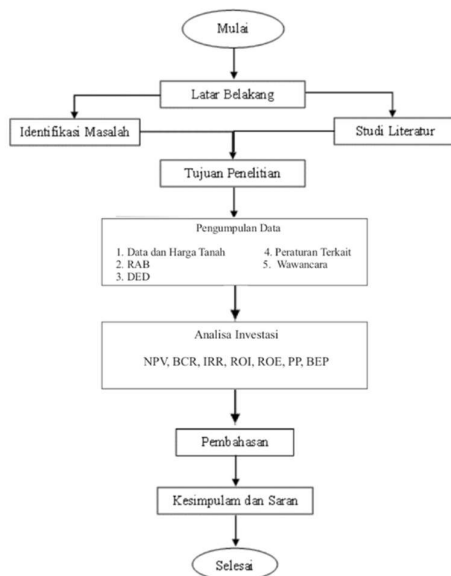 Mulai
Latar Belakang
Identifikasi Masalah
Studi Literatur
Tujuan Penelitian
Pengumpulan Data
1. Data dan Harga Tanah
2. RAB
3. DED
4. Peraturan Terkait
5. Wawancara
Analisa Investasi
NPV, BCR, IRR, ROI, ROE, PP, BEP
Pembahasan
Kesimpulam dan Saran
Selesai